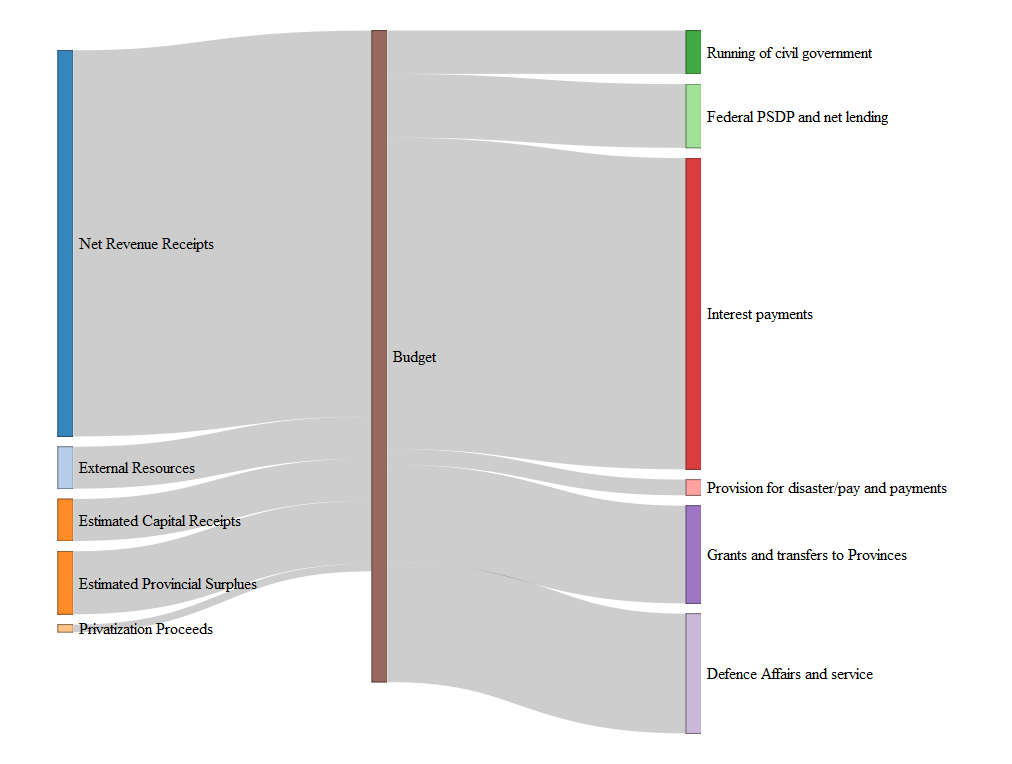 Net Revenue Receipts
External Resources
Estimated Capital Receipts
Estimated Provincial Surplues
Privatization Proceeds
Budget
Running of civil government
Federal PSDP and net lending
Interest payments
Provision for disaster/pay and payments
Grants and transfers to Provinces
Defence Affairs and service